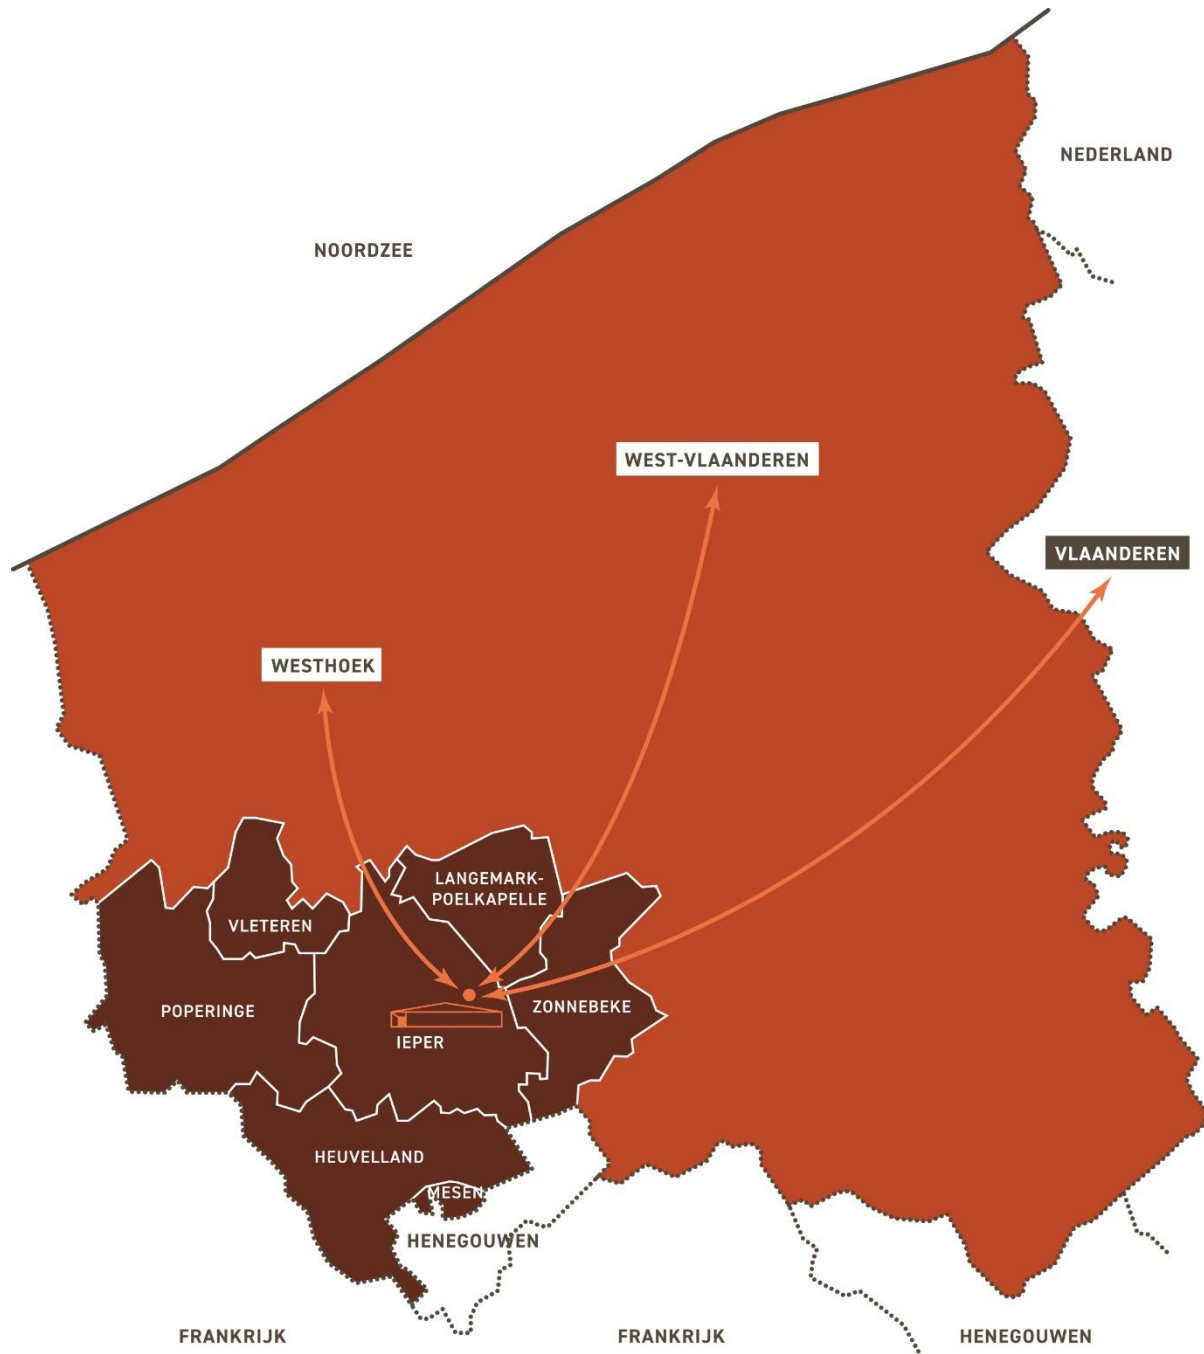 NEDERLAND
NOORDZEE
WEST-VLAANDEREN
VLAANDEREN
WESTHOEK
LANGEMARK-
POELKAPELLE
VLETEREN
POPERINGE
ZONNEBEKE
IEPER
HEUVELLAND
MESEN
HENEGOUWEN
FRANKRIJK
FRANKRIJK
HENEGOUWEN